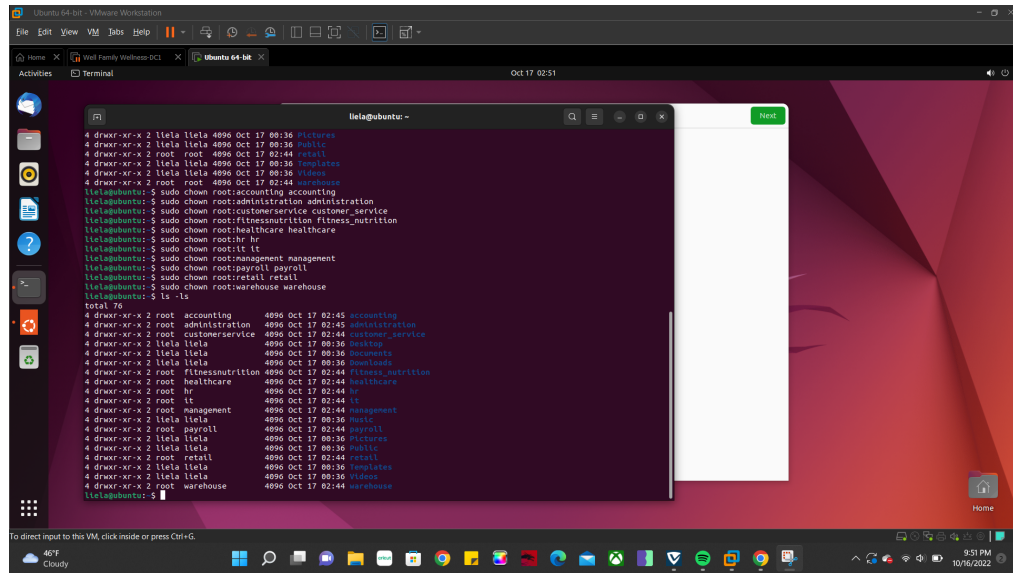 Ubuntu 64-bit - VMware Workstation
File Edit View VM Tabs Help
Home Well Family Wellness-DC1 Ubuntu 64-bit
Activities Terminal Oct 17 02:51
liela@ubuntu: ~
Next
4 drwxr-xr-x 2 liela liela 4096 Oct 17 00:36 Pictures
4 drwxr-xr-x 2 liela liela 4096 Oct 17 00:36 Public
4 drwxr-xr-x 2 root root 4096 Oct 17 02:44 retail
4 drwxr-xr-x 2 liela liela 4096 Oct 17 00:36 Templates
4 drwxr-xr-x 2 liela liela 4096 Oct 17 00:36 Videos
4 drwxr-xr-x 2 root root 4096 Oct 17 02:44 warehouse
liela@ubuntu:~$ sudo chown root:accounting accounting
liela@ubuntu:~$ sudo chown root:administration administration
liela@ubuntu:~$ sudo chown root:customerservice customer_service
liela@ubuntu:~$ sudo chown root:fitnessnutrition fitness_nutrition
liela@ubuntu:~$ sudo chown root:healthcare healthcare
liela@ubuntu:~$ sudo chown root:hr hr
liela@ubuntu:~$ sudo chown root:it it
liela@ubuntu:~$ sudo chown root:management management
liela@ubuntu:~$ sudo chown root:payroll payroll
liela@ubuntu:~$ sudo chown root:retail retail
liela@ubuntu:~$ sudo chown root:warehouse warehouse
liela@ubuntu:~$ ls -ls
total 76
4 drwxr-xr-x 2 root accounting 4096 Oct 17 02:45 accounting
4 drwxr-xr-x 2 root administration 4096 Oct 17 02:45 administration
4 drwxr-xr-x 2 root customerservice 4096 Oct 17 02:44 customer_service
4 drwxr-xr-x 2 liela liela 4096 Oct 17 00:36 Desktop
4 drwxr-xr-x 2 liela liela 4096 Oct 17 00:36 Documents
4 drwxr-xr-x 2 liela liela 4096 Oct 17 00:36 Downloads
4 drwxr-xr-x 2 root fitnessnutrition 4096 Oct 17 02:44 fitness_nutrition
4 drwxr-xr-x 2 root healthcare 4096 Oct 17 02:44 healthcare
4 drwxr-xr-x 2 root hr 4096 Oct 17 02:44 hr
4 drwxr-xr-x 2 root it 4096 Oct 17 02:44 it
4 drwxr-xr-x 2 root management 4096 Oct 17 02:44 management
4 drwxr-xr-x 2 liela liela 4096 Oct 17 00:36 Music
4 drwxr-xr-x 2 root payroll 4096 Oct 17 02:44 payroll
4 drwxr-xr-x 2 liela liela 4096 Oct 17 00:36 Pictures
4 drwxr-xr-x 2 liela liela 4096 Oct 17 00:36 Public
4 drwxr-xr-x 2 root retail 4096 Oct 17 02:44 retail
4 drwxr-xr-x 2 liela liela 4096 Oct 17 00:36 Templates
4 drwxr-xr-x 2 liela liela 4096 Oct 17 00:36 Videos
4 drwxr-xr-x 2 root warehouse 4096 Oct 17 02:44 warehouse
liela@ubuntu:~$
Home
To direct input to this VM, click inside or press Ctrl+G.
46°F
Cloudy
9:51 PM
10/16/2022